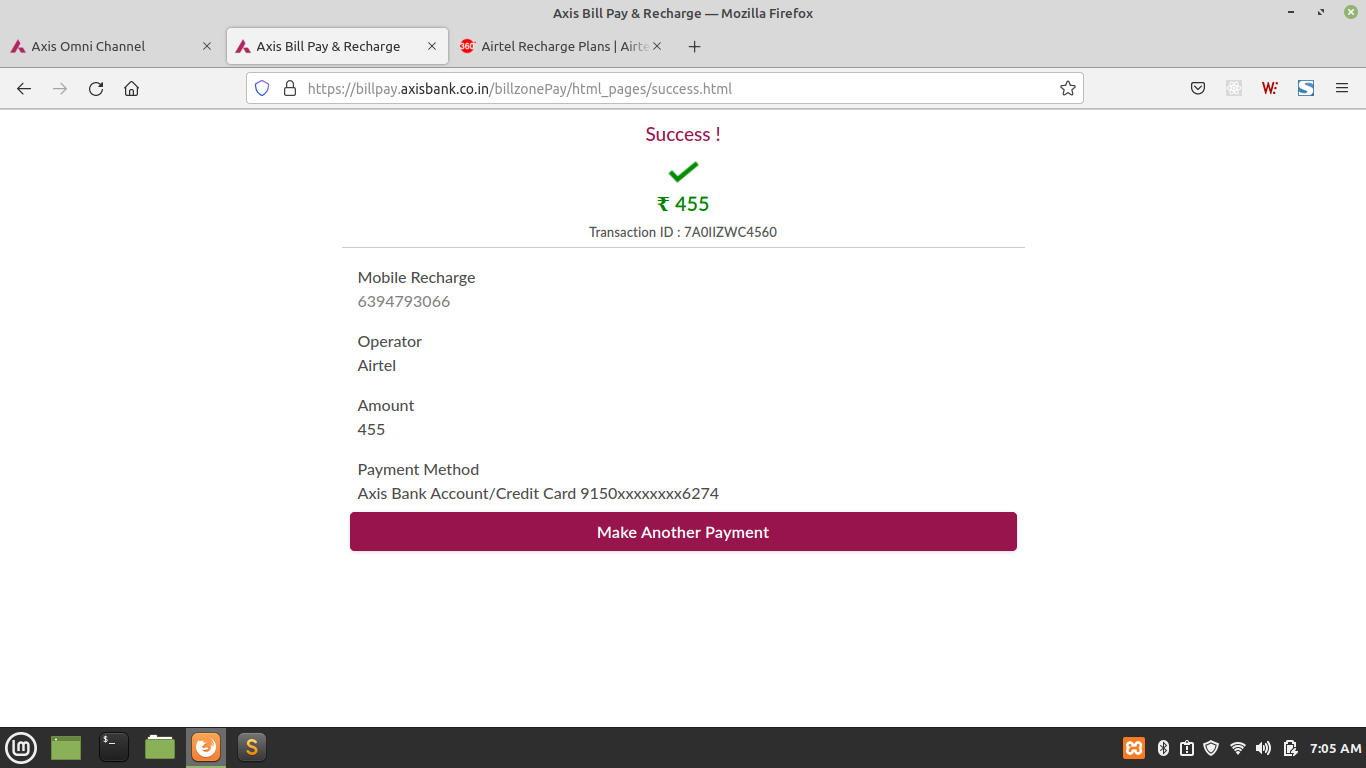 Axis Bill Pay & Recharge — Mozilla Firefox
Axis Omni Channel
Axis Bill Pay & Recharge
360°
Airtel Recharge Plans | Airte
https://billpay.axisbank.co.in/billzonePay/html_pages/success.html
Success !
₹ 455
Transaction ID : 7A0IIZWC4560
Mobile Recharge
6394793066
Operator
Airtel
Amount
455
Payment Method
Axis Bank Account/Credit Card 9150xxxxxxxx6274
Make Another Payment
7:05 AM